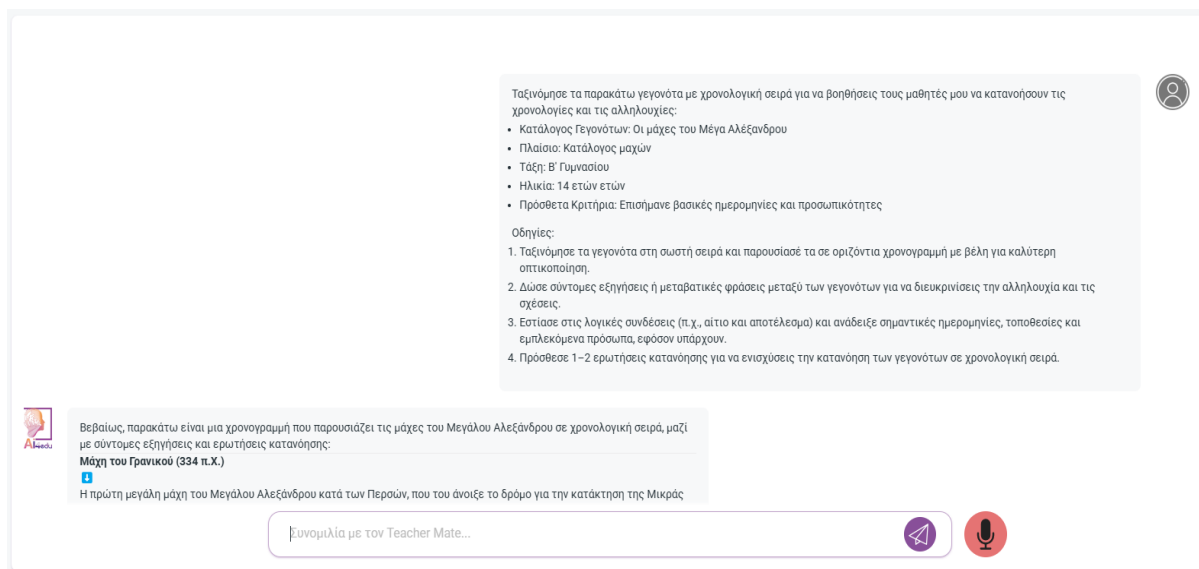 Ταξινόμησε τα παρακάτω γεγονότα με χρονολογική σειρά για να βοηθήσεις τους μαθητές μου να κατανοήσουν τις
χρονολογίες και τις αλληλουχίες:
• Κατάλογος Γεγονότων: Οι μάχες του Μέγα Αλέξανδρου
• Πλαίσιο: Κατάλογος μαχών
• Τάξη: Β' Γυμνασίου
• Ηλικία: 14 ετών ετών
• Πρόσθετα Κριτήρια: Επισήμανε βασικές ημερομηνίες και προσωπικότητες
Οδηγίες:
1. Ταξινόμησε τα γεγονότα στη σωστή σειρά και παρουσίασέ τα σε οριζόντια χρονογραμμή με βέλη για καλύτερη
οπτικοποίηση.
2. Δώσε σύντομες εξηγήσεις ή μεταβατικές φράσεις μεταξύ των γεγονότων για να διευκρινίσεις την αλληλουχία και τις
σχέσεις.
3. Εστίασε στις λογικές συνδέσεις (π.χ., αίτιο και αποτέλεσμα) και ανάδειξε σημαντικές ημερομηνίες, τοποθεσίες και
εμπλεκόμενα πρόσωπα, εφόσον υπάρχουν.
4. Πρόσθεσε 1–2 ερωτήσεις κατανόησης για να ενισχύσεις την κατανόηση των γεγονότων σε χρονολογική σειρά.
Βεβαίως, παρακάτω είναι μια χρονογραμμή που παρουσιάζει τις μάχες του Μεγάλου Αλεξάνδρου σε χρονολογική σειρά, μαζί
με σύντομες εξηγήσεις και ερωτήσεις κατανόησης:
Μάχη του Γρανικού (334 π.Χ.)
Η πρώτη μεγάλη μάχη του Μεγάλου Αλεξάνδρου κατά των Περσών, που του άνοιξε το δρόμο για την κατάκτηση της Μικράς
Συνομιλία με τον Teacher Mate...